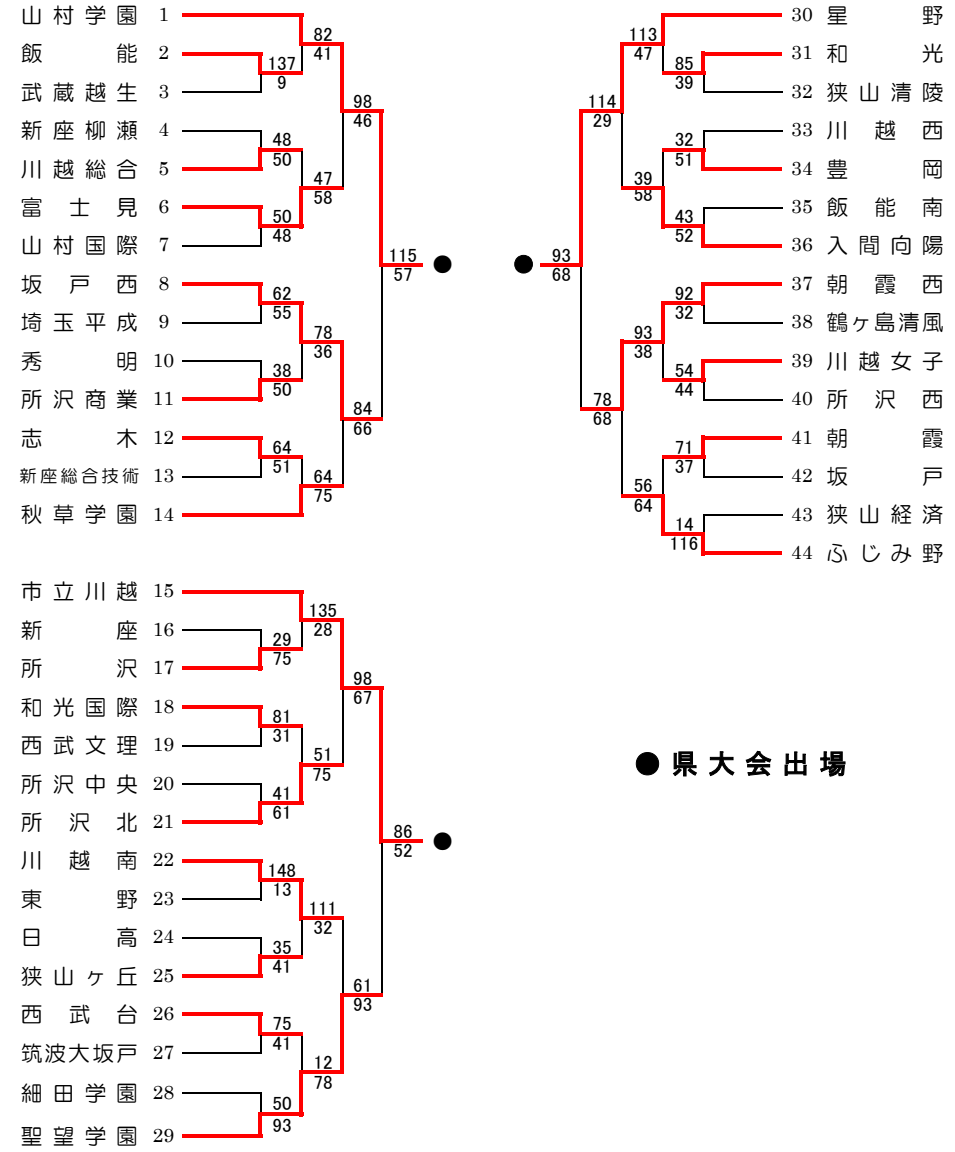 山村学園 1
飯能 2
武蔵越生 3
新座柳瀬 4
川越総合 5
富士見 6
山村国際 7
坂戸西 8
埼玉平成 9
秀明 10
所沢商業 11
志木 12
新座総合技術 13
秋草学園 14
82
41
137
9
98
46
48
50
47
58
50
48
115
57
62
55
78
36
38
50
84
66
64
51
64
75
●
30 星野
31 和光
32 狭山清陵
33 川越西
34 豊岡
35 飯能南
36 入間向陽
37 朝霞西
38 鶴ヶ島清風
39 川越女子
40 所沢西
41 朝霞
42 坂戸
43 狭山経済
44 ふじみ野
113
47
85
39
114
29
32
51
39
58
43
52
● 93
68
92
32
93
38
54
44
78
68
71
37
56
64
14
116
市立川越 15
新座 16
所沢 17
和光国際 18
西武文理 19
所沢中央 20
所沢北 21
川越南 22
東野 23
日高 24
狭山ヶ丘 25
西武台 26
筑波大坂戸 27
細田学園 28
聖望学園 29
135
28
29
75
98
67
81
31
51
75
41
61
86
52
●
148
13
111
32
35
41
61
93
75
41
12
78
50
93
●県大会出場